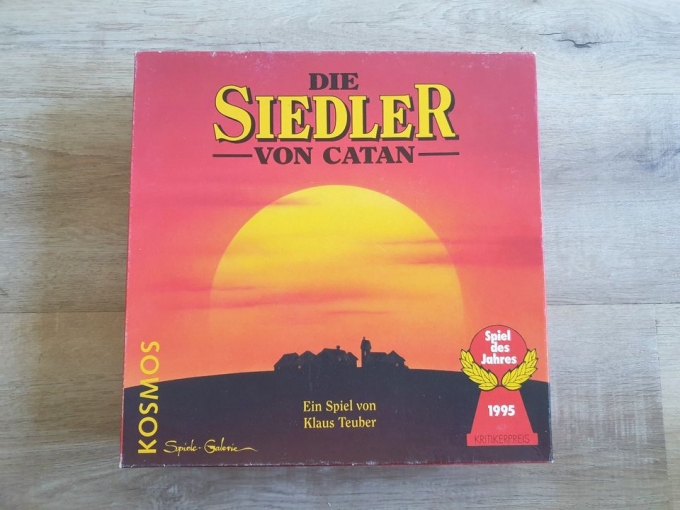 DIE
SIEDLER
VON CATAN
Spiel
des
Jahres
1995
KRITIKERPREIS
Ein Spiel von
Klaus Teuber
KOSMOS
Spiele-Galerie